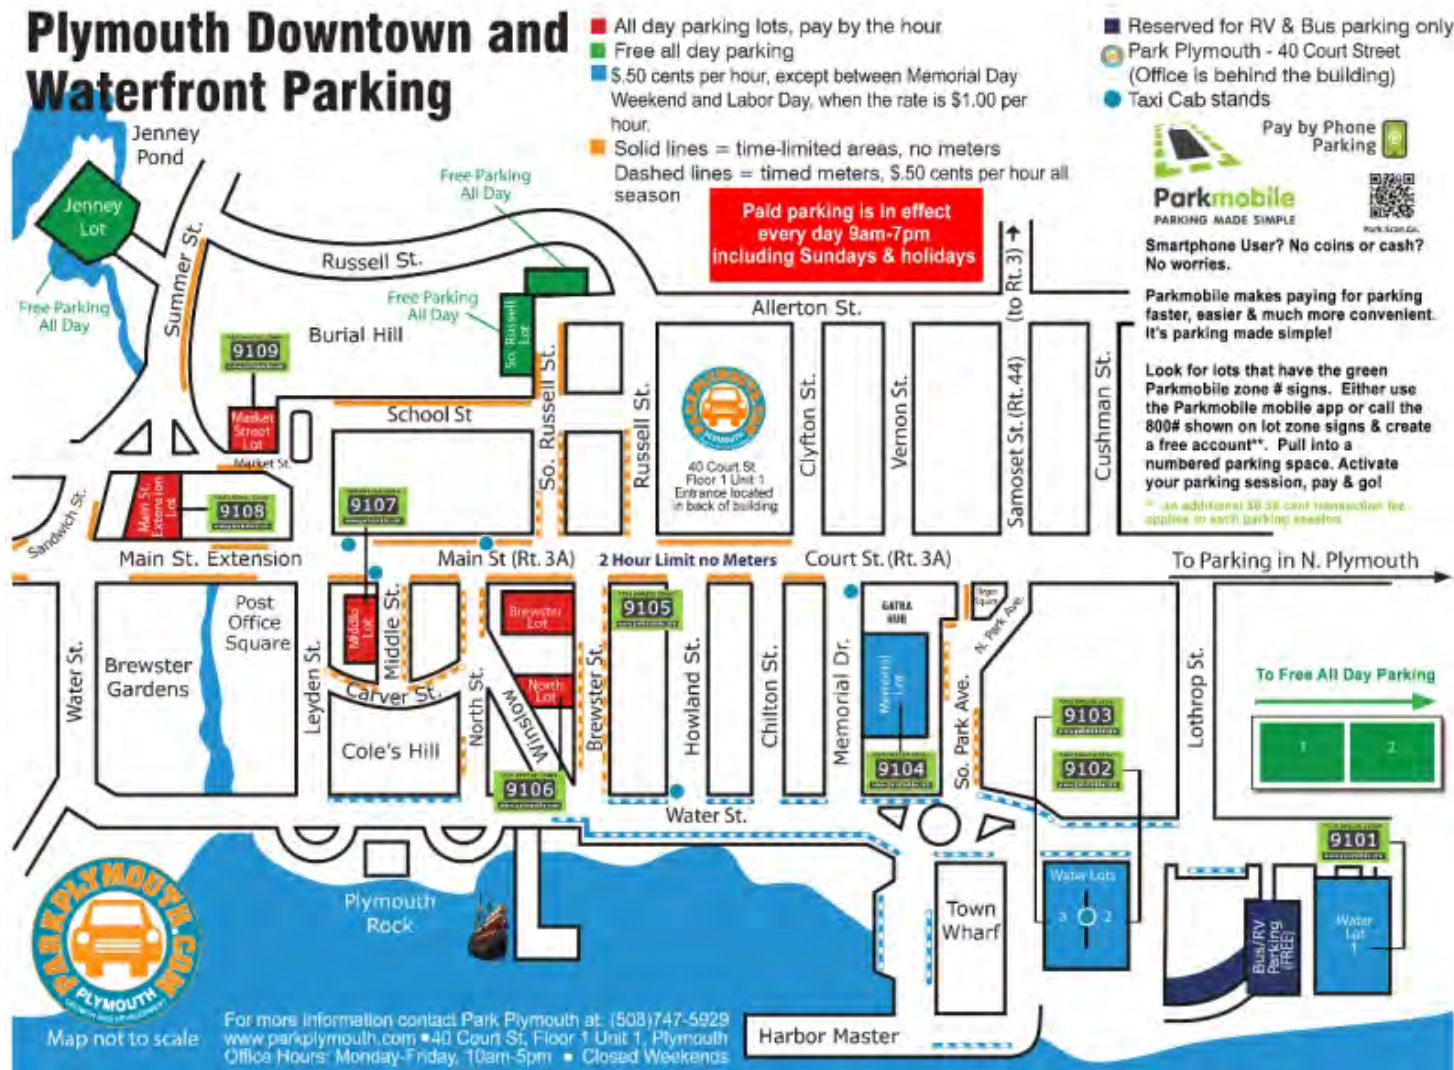 Plymouth Downtown and
Waterfront Parking
All day parking lots, pay by the hour
Free all day parking
$.50 cents per hour, except between Memorial Day
Weekend and Labor Day, when the rate is $1.00 per
hour.
Solid lines = time-limited areas, no meters
Dashed lines = timed meters, $.50 cents per hour all
season
Reserved for RV & Bus parking only
Park Plymouth - 40 Court Street
(Office is behind the building)
Taxi Cab stands
Pay by Phone
Parking
Parkmobile
PARKING MADE SIMPLE
Smartphone User? No coins or cash?
No worries.
Parkmobile makes paying for parking
faster, easier & much more convenient.
It's parking made simple!
Look for lots that have the green
Parkmobile zone # signs. Either use
the Parkmobile mobile app or call the
800# shown on lot zone signs & create
a free account**. Pull into a
numbered parking space. Activate
your parking session, pay & go!
Paid parking is in effect
every day 9am-7pm
including Sundays & holidays
Jenney
Pond
Jenney
Lot
Free Parking
All Day
Summer St.
Russell St.
Free Parking
All Day
Free Parking
All Day
So. Russell
Lot
Burial Hill
9109
Market
Street
Lot
Market St.
School St
So. Russell St.
Russell St.
Allerton St.
(to Rt. 3)
PARKPLYMOUTH.COM
PLYMOUTH
40 Court St.
Floor 1 Unit 1
Entrance located
in back of building
Clyfton St.
Vernon St.
Samoset St. (Rt. 44)
Cushman St.
Sandwich St.
Main St.
Extension
Lot
9108
9107
Main St. Extension
Main St (Rt. 3A)
2 Hour Limit no Meters
Court St. (Rt. 3A)
To Parking in N. Plymouth
Water St.
Brewster
Gardens
Post
Office
Square
Leyden St.
Middle
Lot
Middle St.
Carver St.
Cole's Hill
North St.
Brewster
Lot
North
Lot
Winslow
9106
Brewster St.
9105
Howland St.
Chilton St.
Memorial Dr.
GATRA
HUB
Memorial
Lot
9104
So. Park Ave.
N. Park Ave.
9103
9102
Lothrop St.
To Free All Day Parking
1
2
Water St.
9101
Plymouth
Rock
Town
Wharf
Water Lots
3
2
Bus/RV
Parking
(FREE)
Water
Lot
1
Harbor Master
PARKPLYMOUTH.COM
PLYMOUTH
Map not to scale
For more information contact Park Plymouth at: (508)747-5929
www.parkplymouth.com • 40 Court St, Floor 1 Unit 1, Plymouth
Office Hours: Monday-Friday, 10am-5pm • Closed Weekends